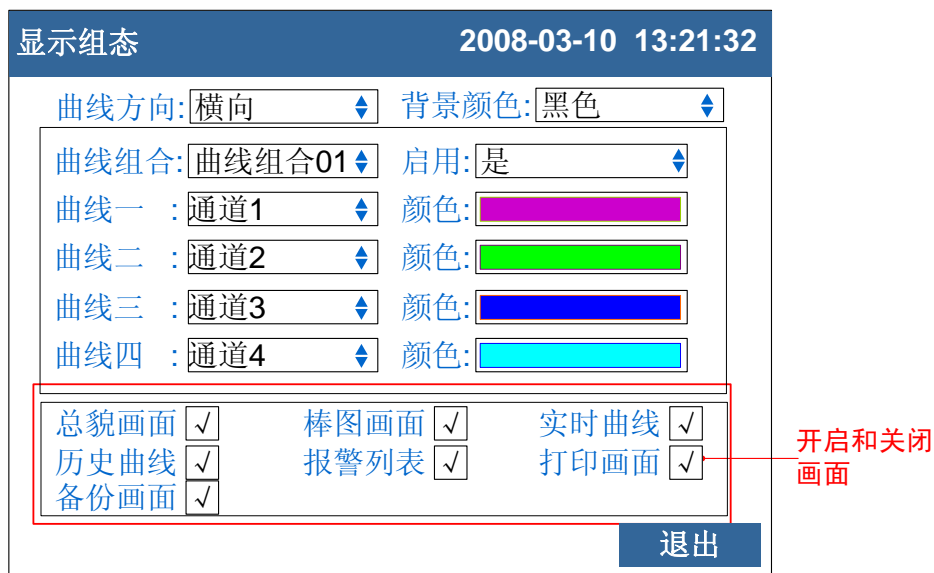 显示组态 2008-03-10 13:21:32
曲线方向: 横向 背景颜色: 黑色
曲线组合: 曲线组合01 启用: 是
曲线一 : 通道1 颜色:
曲线二 : 通道2 颜色:
曲线三 : 通道3 颜色:
曲线四 : 通道4 颜色:
总貌画面 √ 棒图画面 √ 实时曲线 √
历史曲线 √ 报警列表 √ 打印画面 √
备份画面 √
开启和关闭
画面
退出